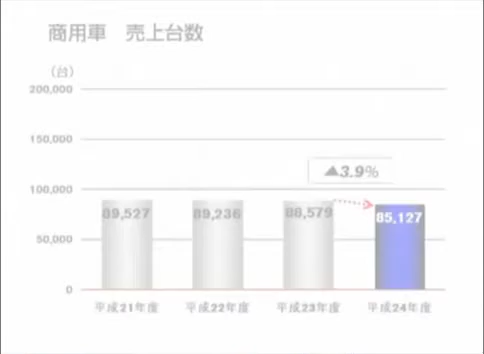 商用車 売上台数
（台）
200,000
150,000
▲3.9%
100,000
89,527 89,236 88,579 85,127
50,000
0
平成21年度 平成22年度 平成23年度 平成24年度